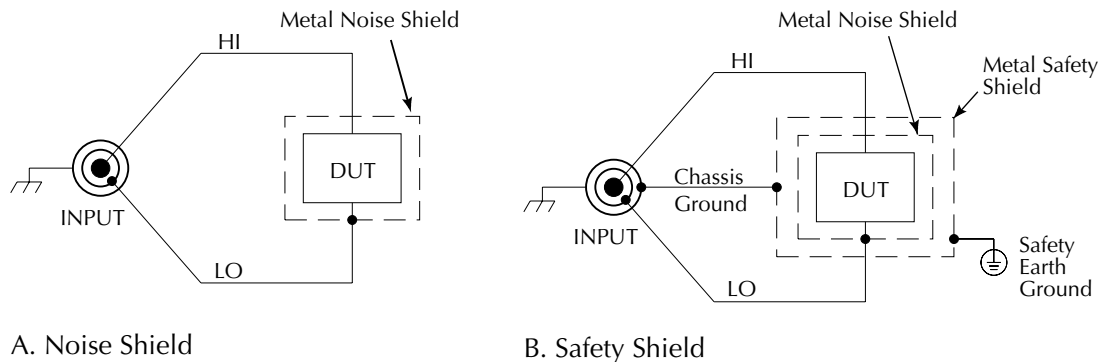 Metal Noise Shield
HI
DUT
INPUT
LO
A. Noise Shield
Metal Noise Shield
HI
Metal Safety
Shield
Chassis
Ground
DUT
INPUT
Safety
Earth
Ground
LO
B. Safety Shield